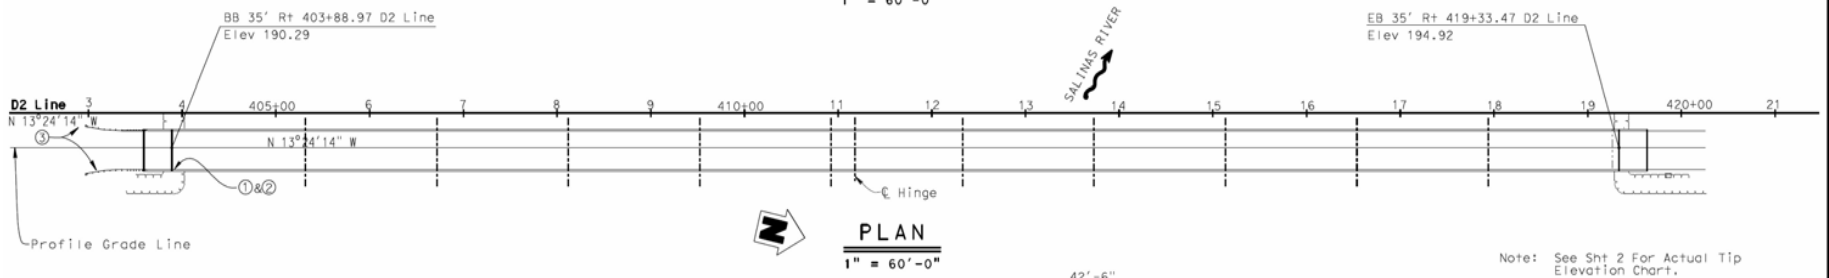 1" = 60'-0"
BB 35' Rt 403+88.97 D2 Line
Elev 190.29
SALINAS RIVER
EB 35' Rt 419+33.47 D2 Line
Elev 194.92
D2 Line 3 4 405+00 6 7 8 9 410+00 11 12 13 14 15 16 17 18 19 420+00 21
N 13°24'14" W
③
N 13°24'14" W
①&②
℄ Hinge
Profile Grade Line
N
PLAN
1" = 60'-0"
42'-6"
Note: See Sht 2 For Actual Tip
Elevation Chart.